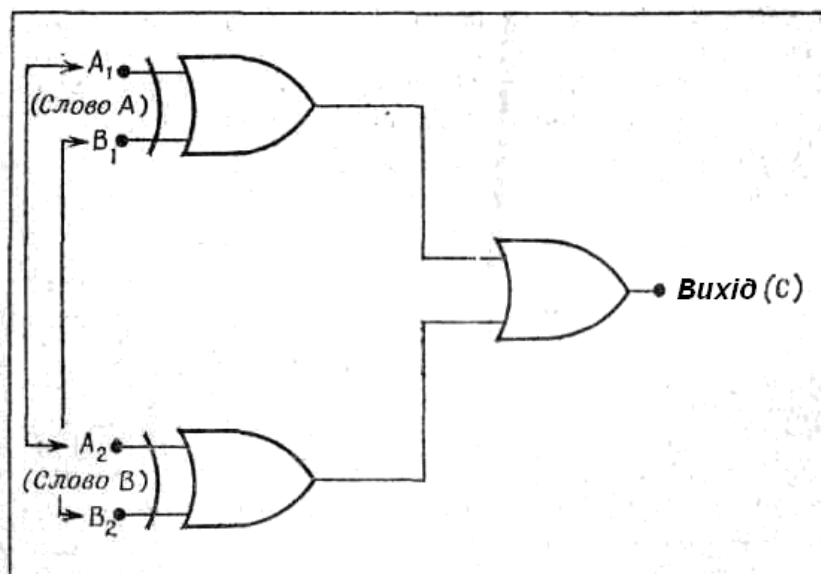 A₁
(Слово A)
B₁
Вихід (C)
A₂
(Слово B)
B₂